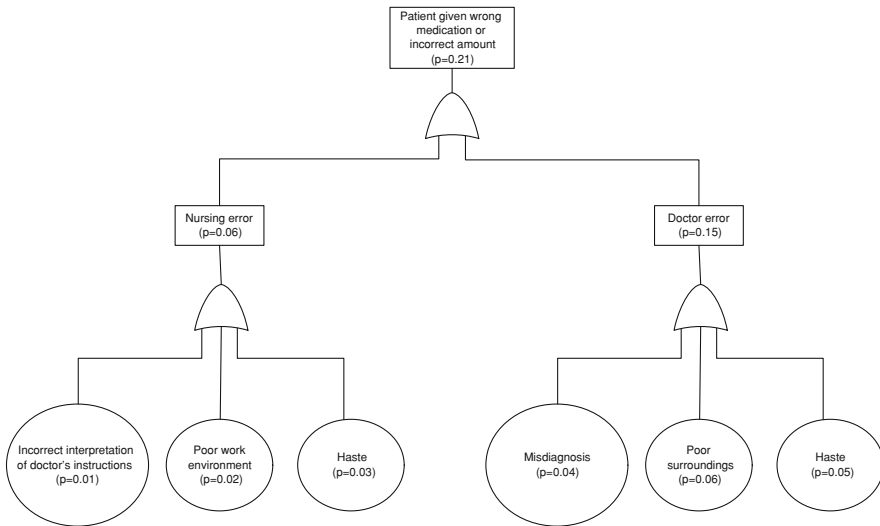 Patient given wrong
medication or
incorrect amount
(p=0.21)
Nursing error
(p=0.06)
Doctor error
(p=0.15)
Incorrect interpretation
of doctor's instructions
(p=0.01)
Poor work
environment
(p=0.02)
Haste
(p=0.03)
Misdiagnosis
(p=0.04)
Poor
surroundings
(p=0.06)
Haste
(p=0.05)